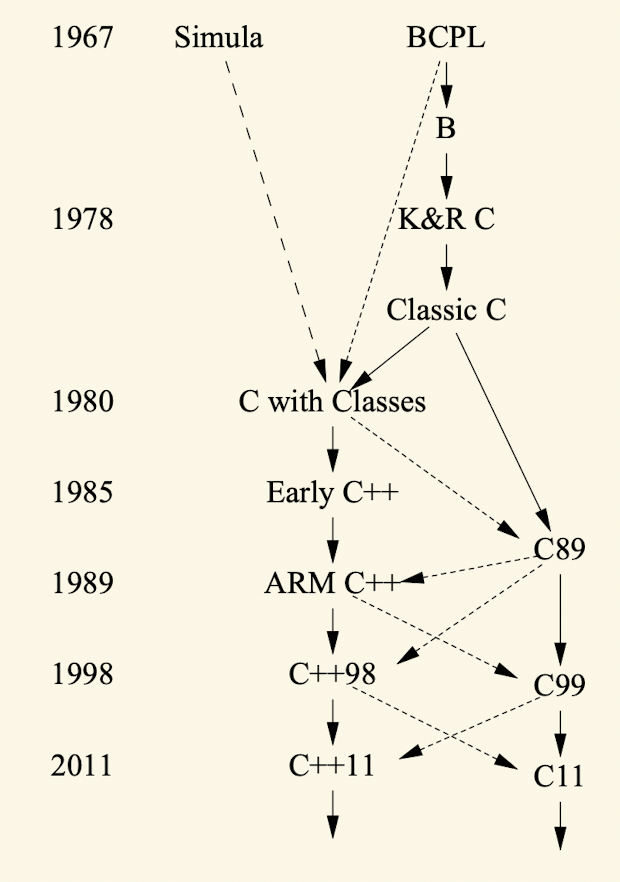 1967 Simula BCPL
B
1978 K&R C
Classic C
1980 C with Classes
1985 Early C++
C89
1989 ARM C++
1998 C++98
C99
2011 C++11
C11